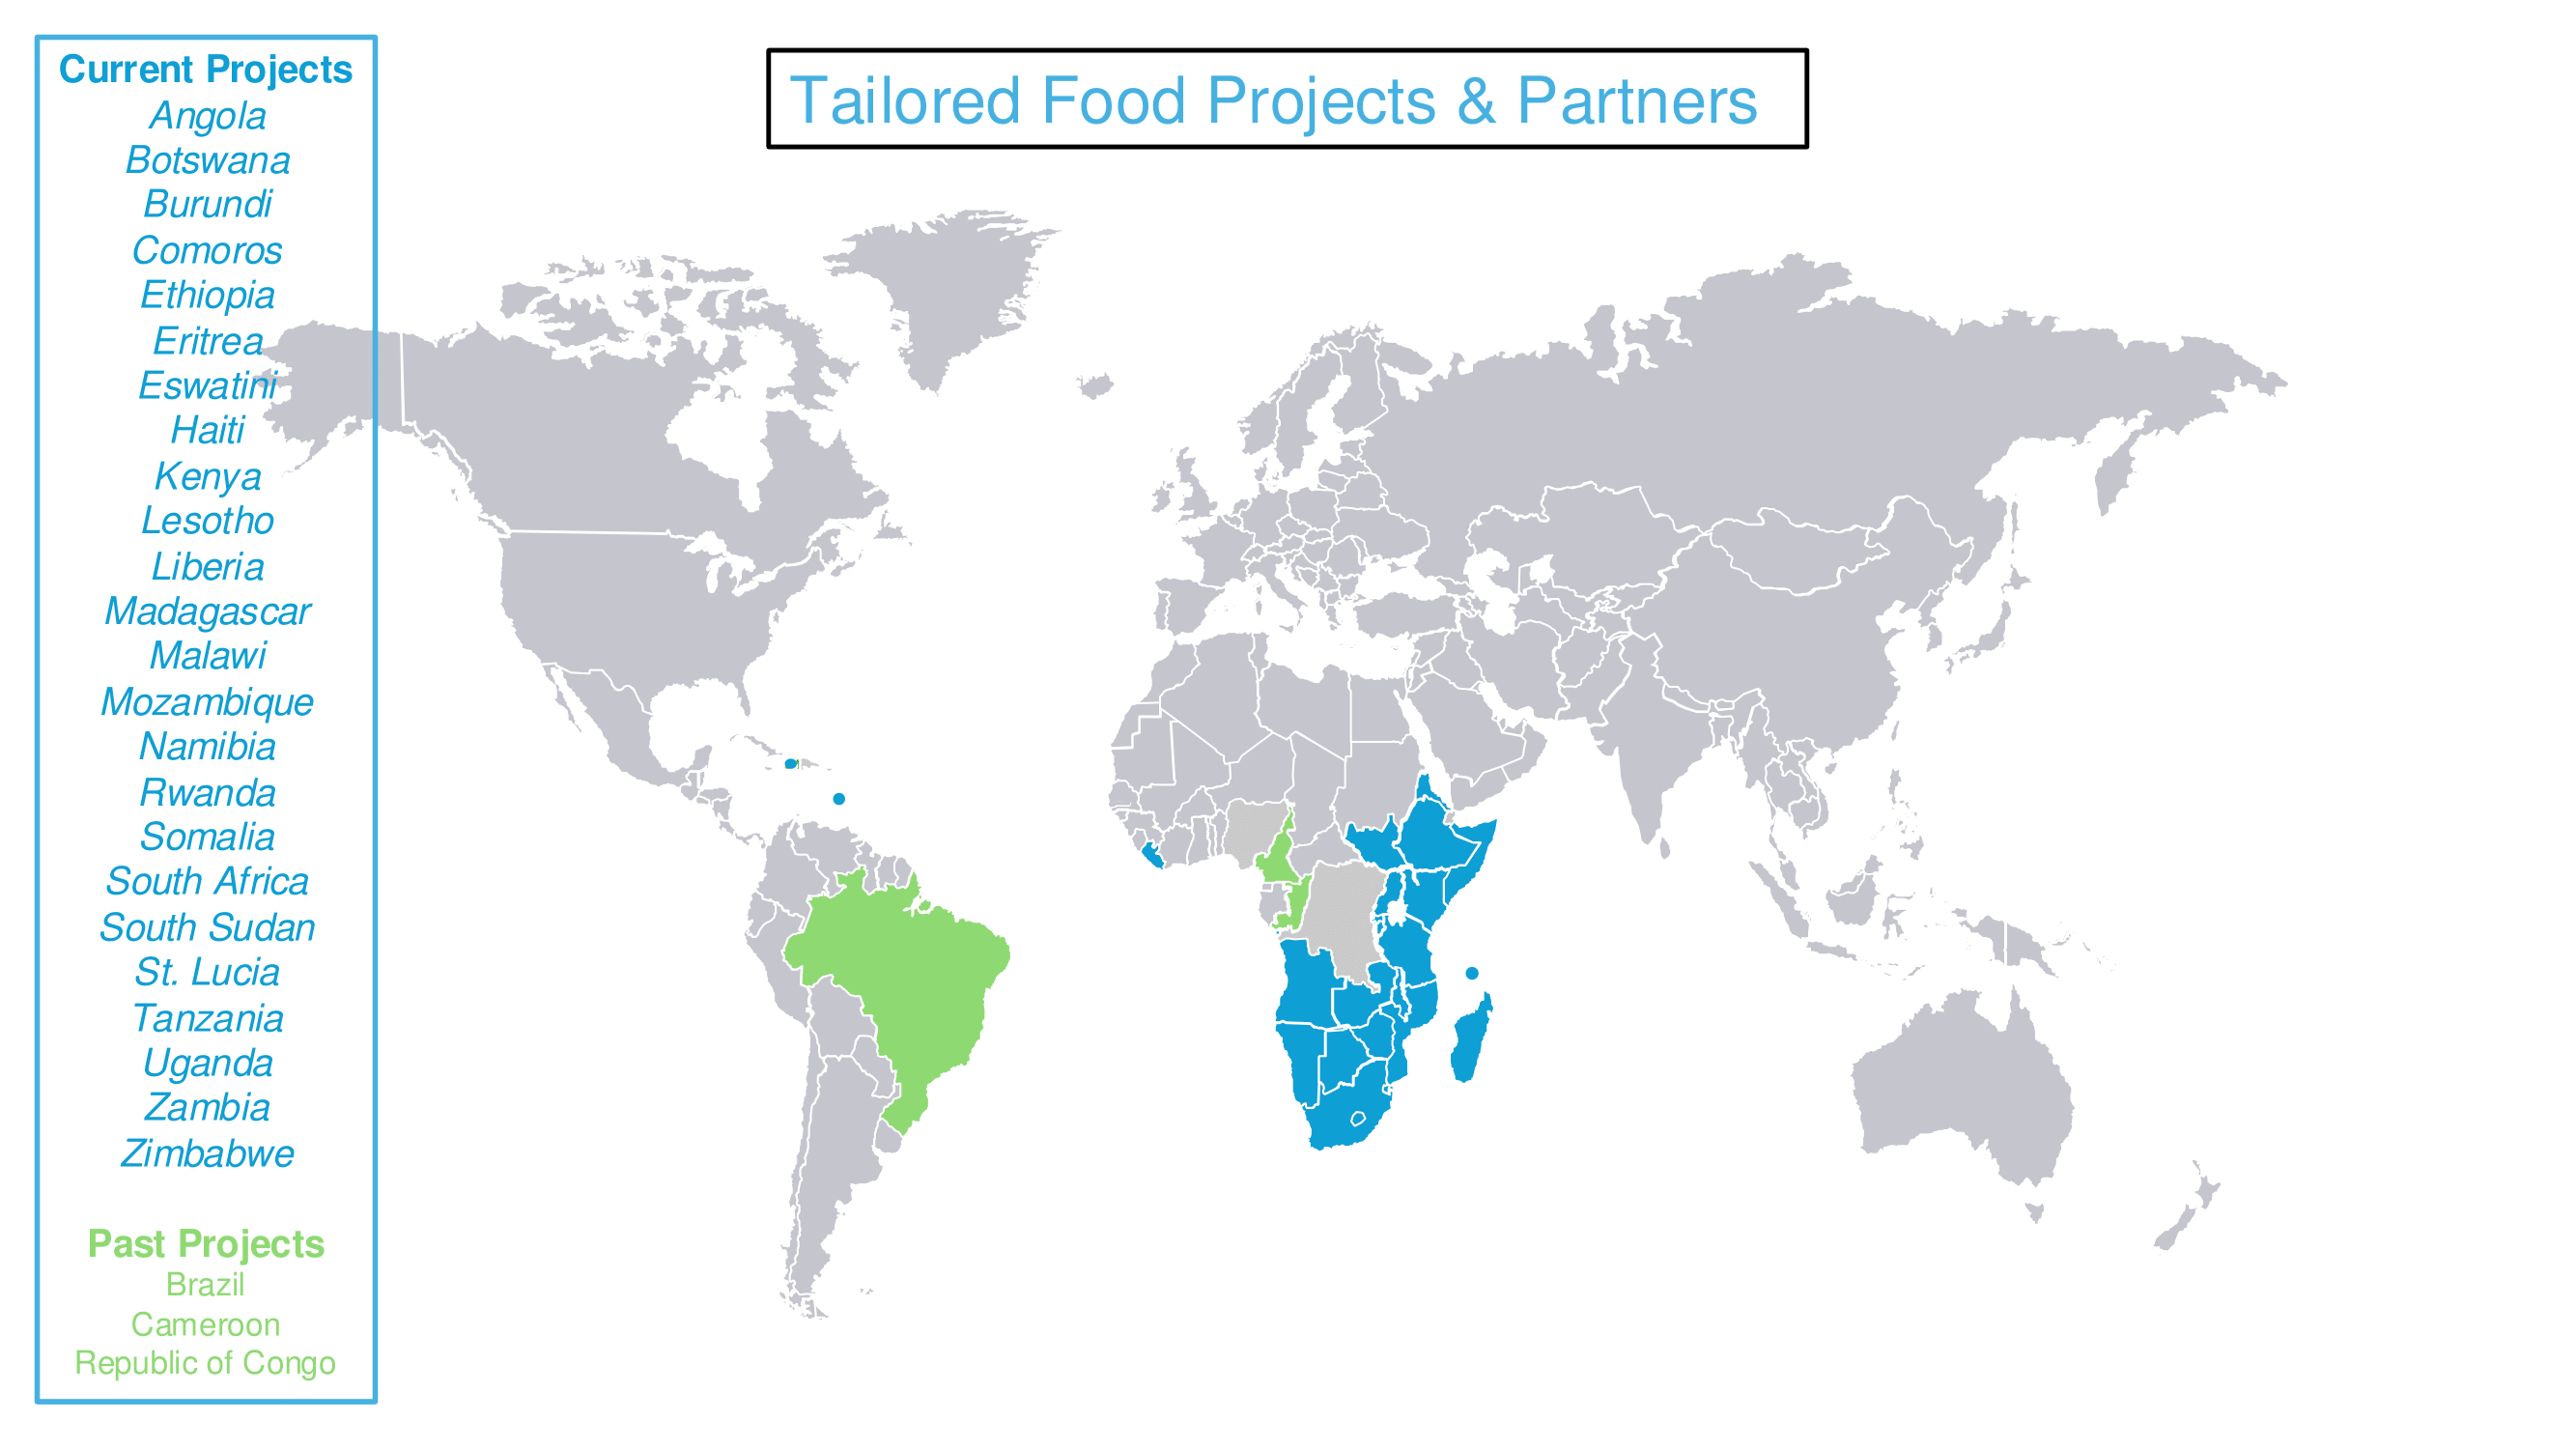 Tailored Food Projects & Partners
Current Projects
Angola
Botswana
Burundi
Comoros
Ethiopia
Eritrea
Eswatini
Haiti
Kenya
Lesotho
Liberia
Madagascar
Malawi
Mozambique
Namibia
Rwanda
Somalia
South Africa
South Sudan
St. Lucia
Tanzania
Uganda
Zambia
Zimbabwe
Past Projects
Brazil
Cameroon
Republic of Congo